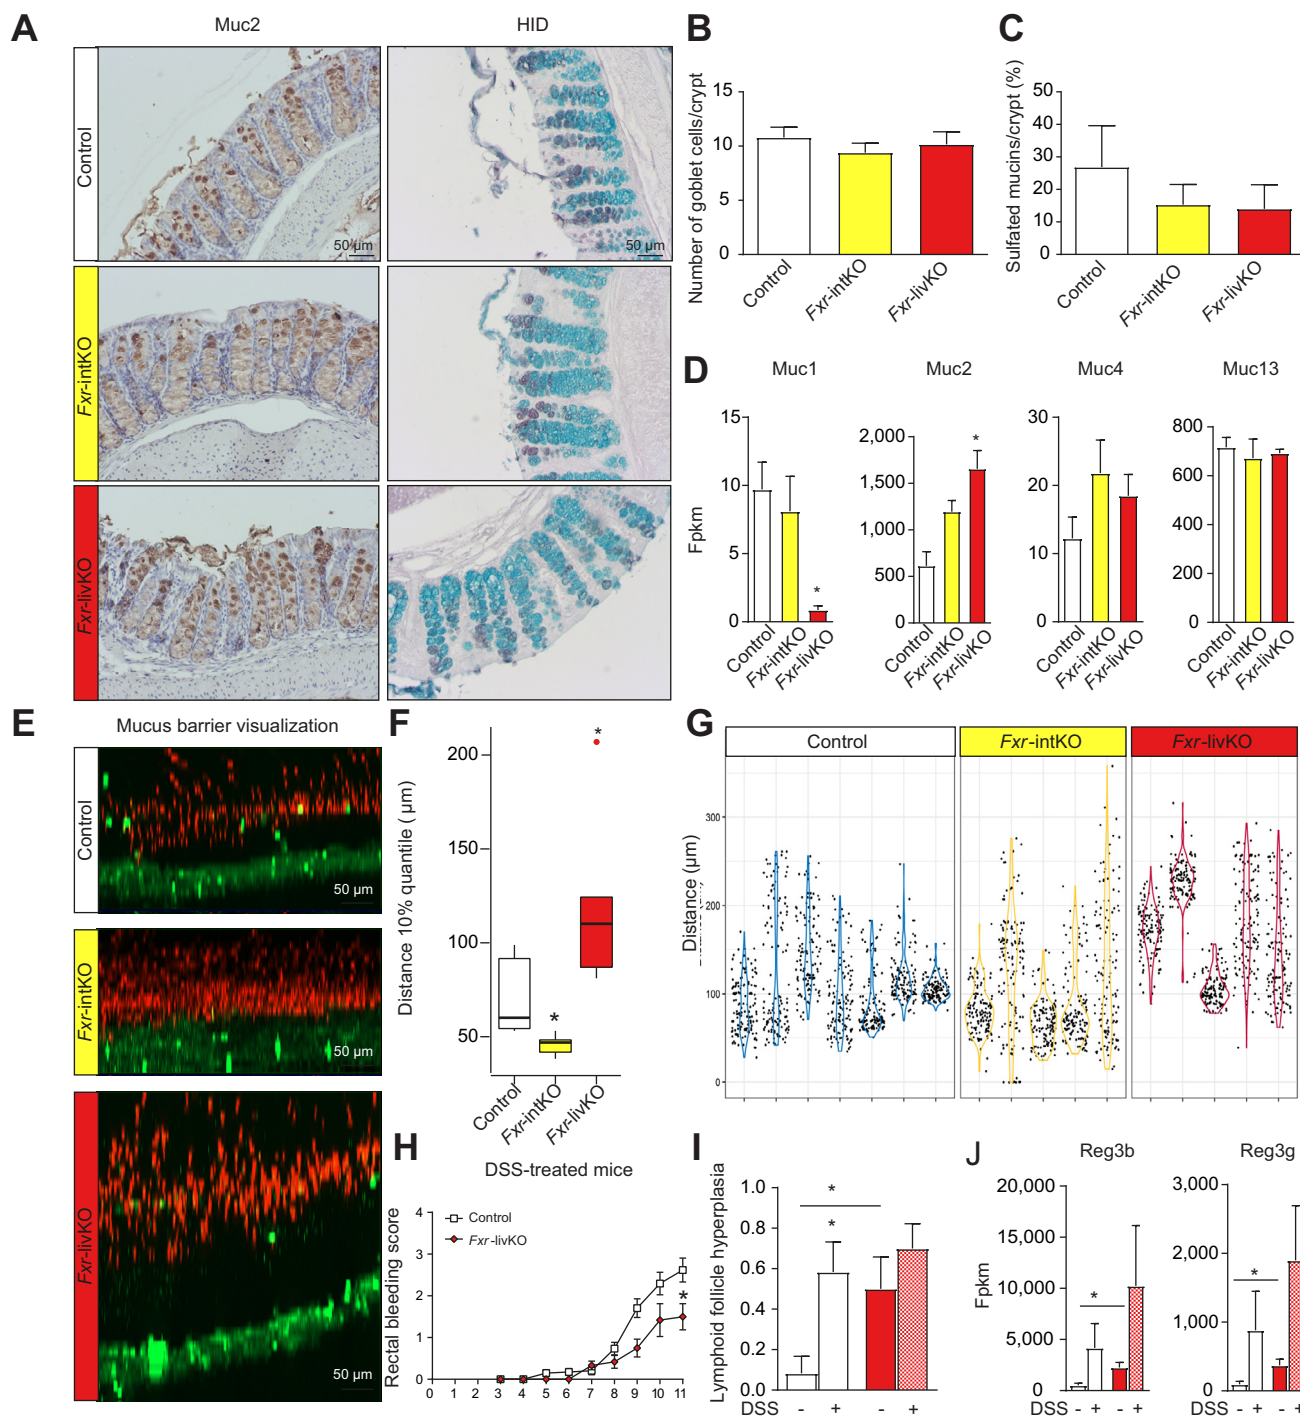 A
Muc2
HID
Control
50 µm
50 µm
Fxr-intKO
Fxr-livKO
B
Number of goblet cells/crypt
15
10
5
0
Control
Fxr-intKO
Fxr-livKO
C
Sulfated mucins/crypt (%)
50
40
30
20
10
0
Control
Fxr-intKO
Fxr-livKO
D
Fpkm
Muc1
15
10
5
0
*
Control
Fxr-intKO
Fxr-livKO
Muc2
2,000
1,500
1,000
500
0
*
Control
Fxr-intKO
Fxr-livKO
Muc4
30
20
10
0
Control
Fxr-intKO
Fxr-livKO
Muc13
800
600
400
200
0
Control
Fxr-intKO
Fxr-livKO
E
Mucus barrier visualization
Control
50 µm
Fxr-intKO
50 µm
Fxr-livKO
50 µm
F
Distance 10% quantile ( µm)
200
150
100
50
*
*
Control
Fxr-intKO
Fxr-livKO
G
Control
Fxr-intKO
Fxr-livKO
Distance (µm)
300
200
100
0
H
DSS-treated mice
Rectal bleeding score
4
3
2
1
0
Control
Fxr-livKO
*
0 1 2 3 4 5 6 7 8 9 10 11
I
Lymphoid follicle hyperplasia
1.0
0.8
0.6
0.4
0.2
0.0
*
*
DSS - + - +
J
Fpkm
Reg3b
20,000
15,000
10,000
5,000
0
*
DSS - + - +
Reg3g
3,000
2,000
1,000
0
*
- + - +